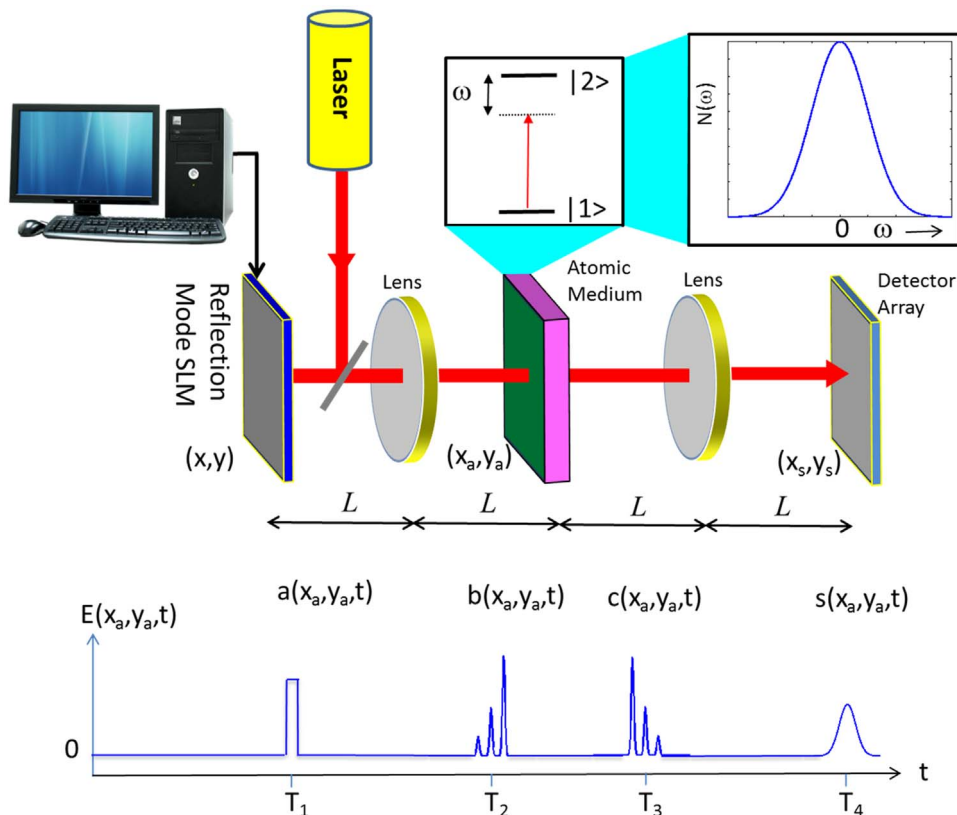 Laser
ω
|2>
|1>
N(ω)
0
ω
Reflection
Mode SLM
Lens
Atomic
Medium
Lens
Detector
Array
(x,y)
(xₐ,yₐ)
(xₛ,yₛ)
L
L
L
L
a(xₐ,yₐ,t)
b(xₐ,yₐ,t)
c(xₐ,yₐ,t)
s(xₐ,yₐ,t)
E(xₐ,yₐ,t)
0
t
T₁
T₂
T₃
T₄